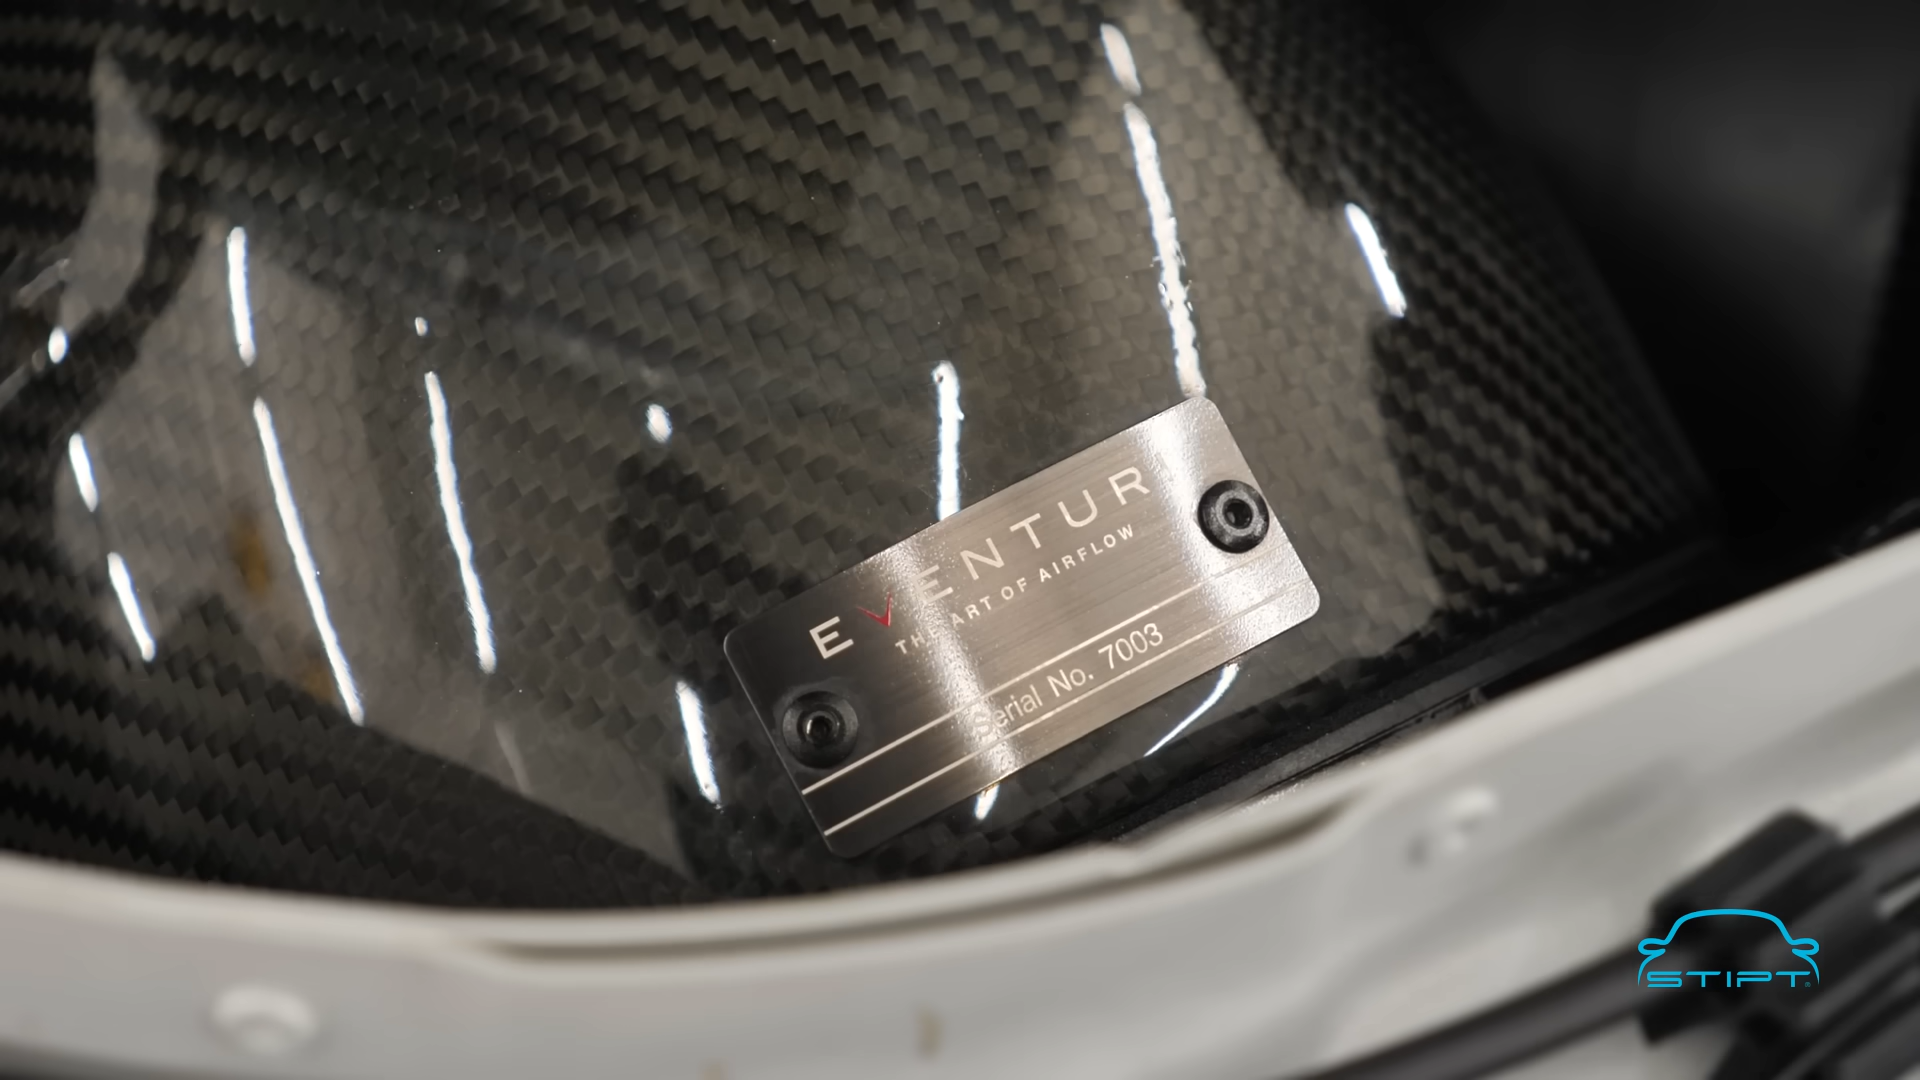 EVENTURI
THE ART OF AIRFLOW
Serial No. 7003
STIPT